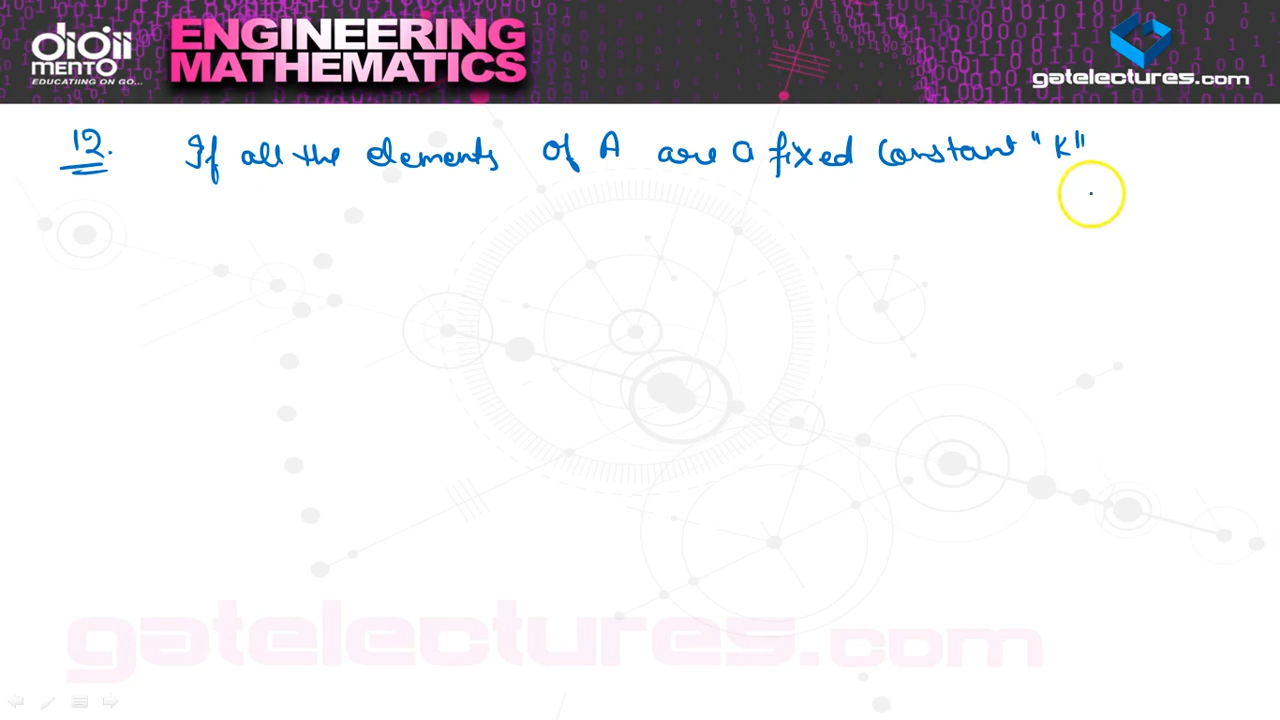 digii
MENTO
EDUCATIING ON GO...
ENGINEERING
MATHEMATICS
gatelectures.com
12. If all the elements of A are a fixed constant "K"
gatelectures.com